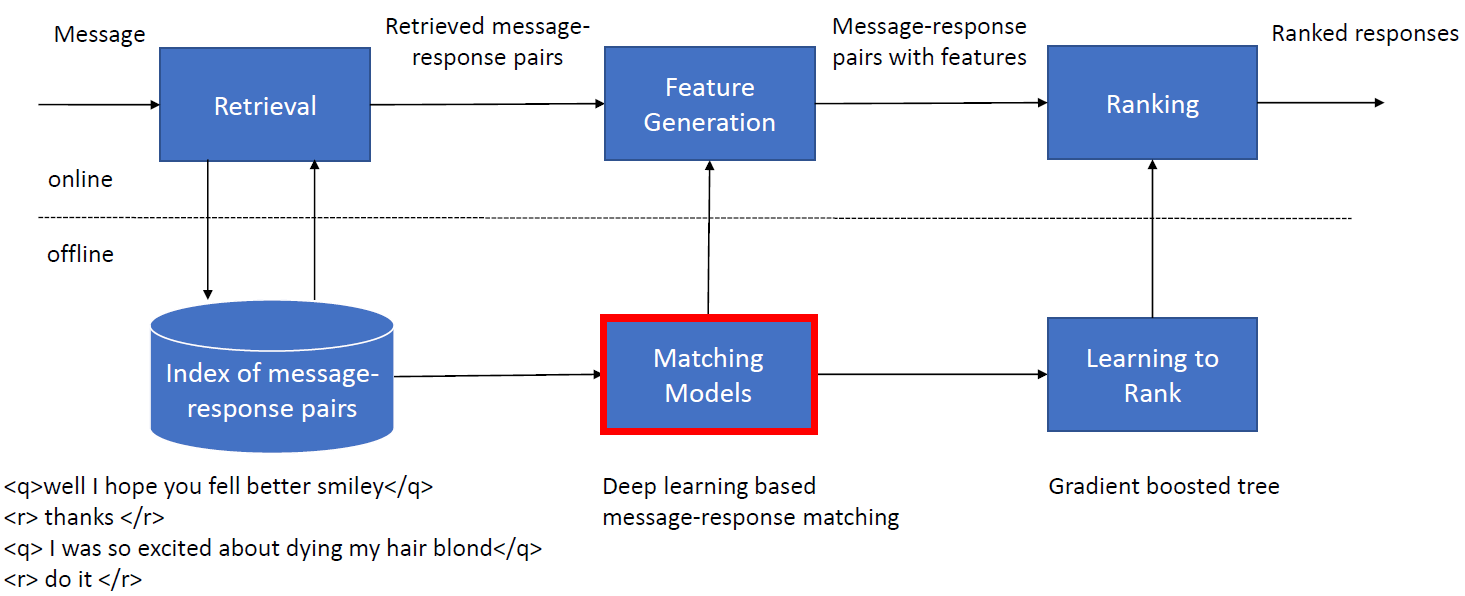 Message
Retrieved message-
response pairs
Message-response
pairs with features
Ranked responses
Retrieval
Feature
Generation
Ranking
online
offline
Index of message-
response pairs
Matching
Models
Learning to
Rank
<q>well I hope you fell better smiley</q>
<r> thanks </r>
<q> I was so excited about dying my hair blond</q>
<r> do it </r>
Deep learning based
message-response matching
Gradient boosted tree